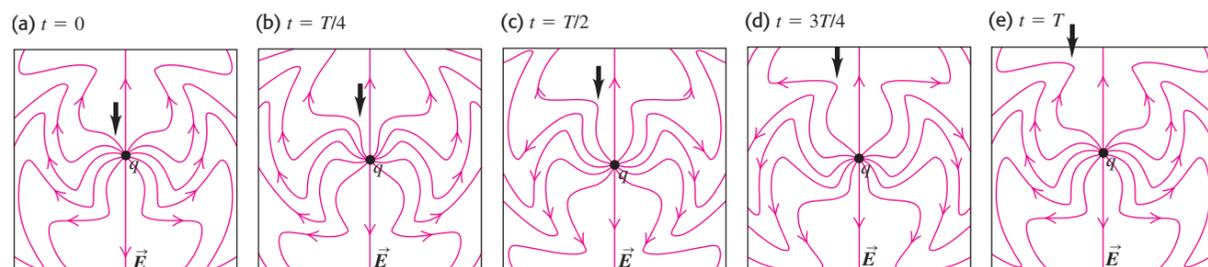 (a) t = 0
(b) t = T/4
(c) t = T/2
(d) t = 3T/4
(e) t = T
q
q
q
q
q
E⃗
E⃗
E⃗
E⃗
E⃗